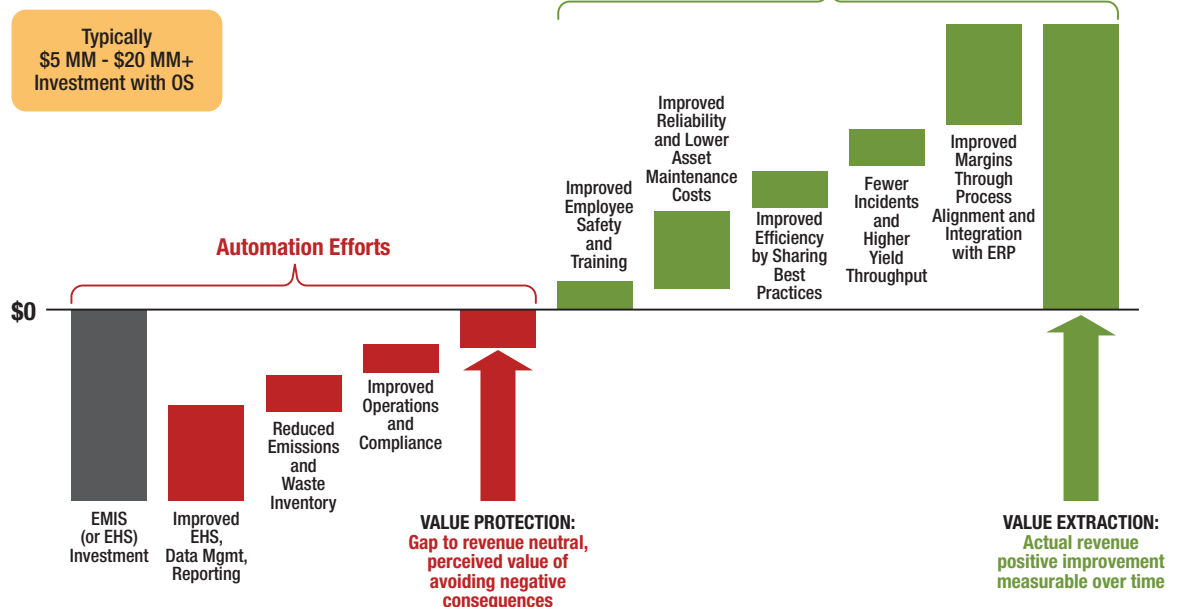 Typically
$5 MM - $20 MM+
Investment with OS
Automation Efforts
$0
EMIS
(or EHS)
Investment
Improved
EHS,
Data Mgmt,
Reporting
Reduced
Emissions
and
Waste
Inventory
Improved
Operations
and
Compliance
VALUE PROTECTION:
Gap to revenue neutral,
perceived value of
avoiding negative
consequences
Improved
Employee
Safety
and
Training
Improved
Reliability
and Lower
Asset
Maintenance
Costs
Improved
Efficiency
by Sharing
Best
Practices
Fewer
Incidents
and
Higher
Yield
Throughput
Improved
Margins
Through
Process
Alignment and
Integration
with ERP
VALUE EXTRACTION:
Actual revenue
positive improvement
measurable over time